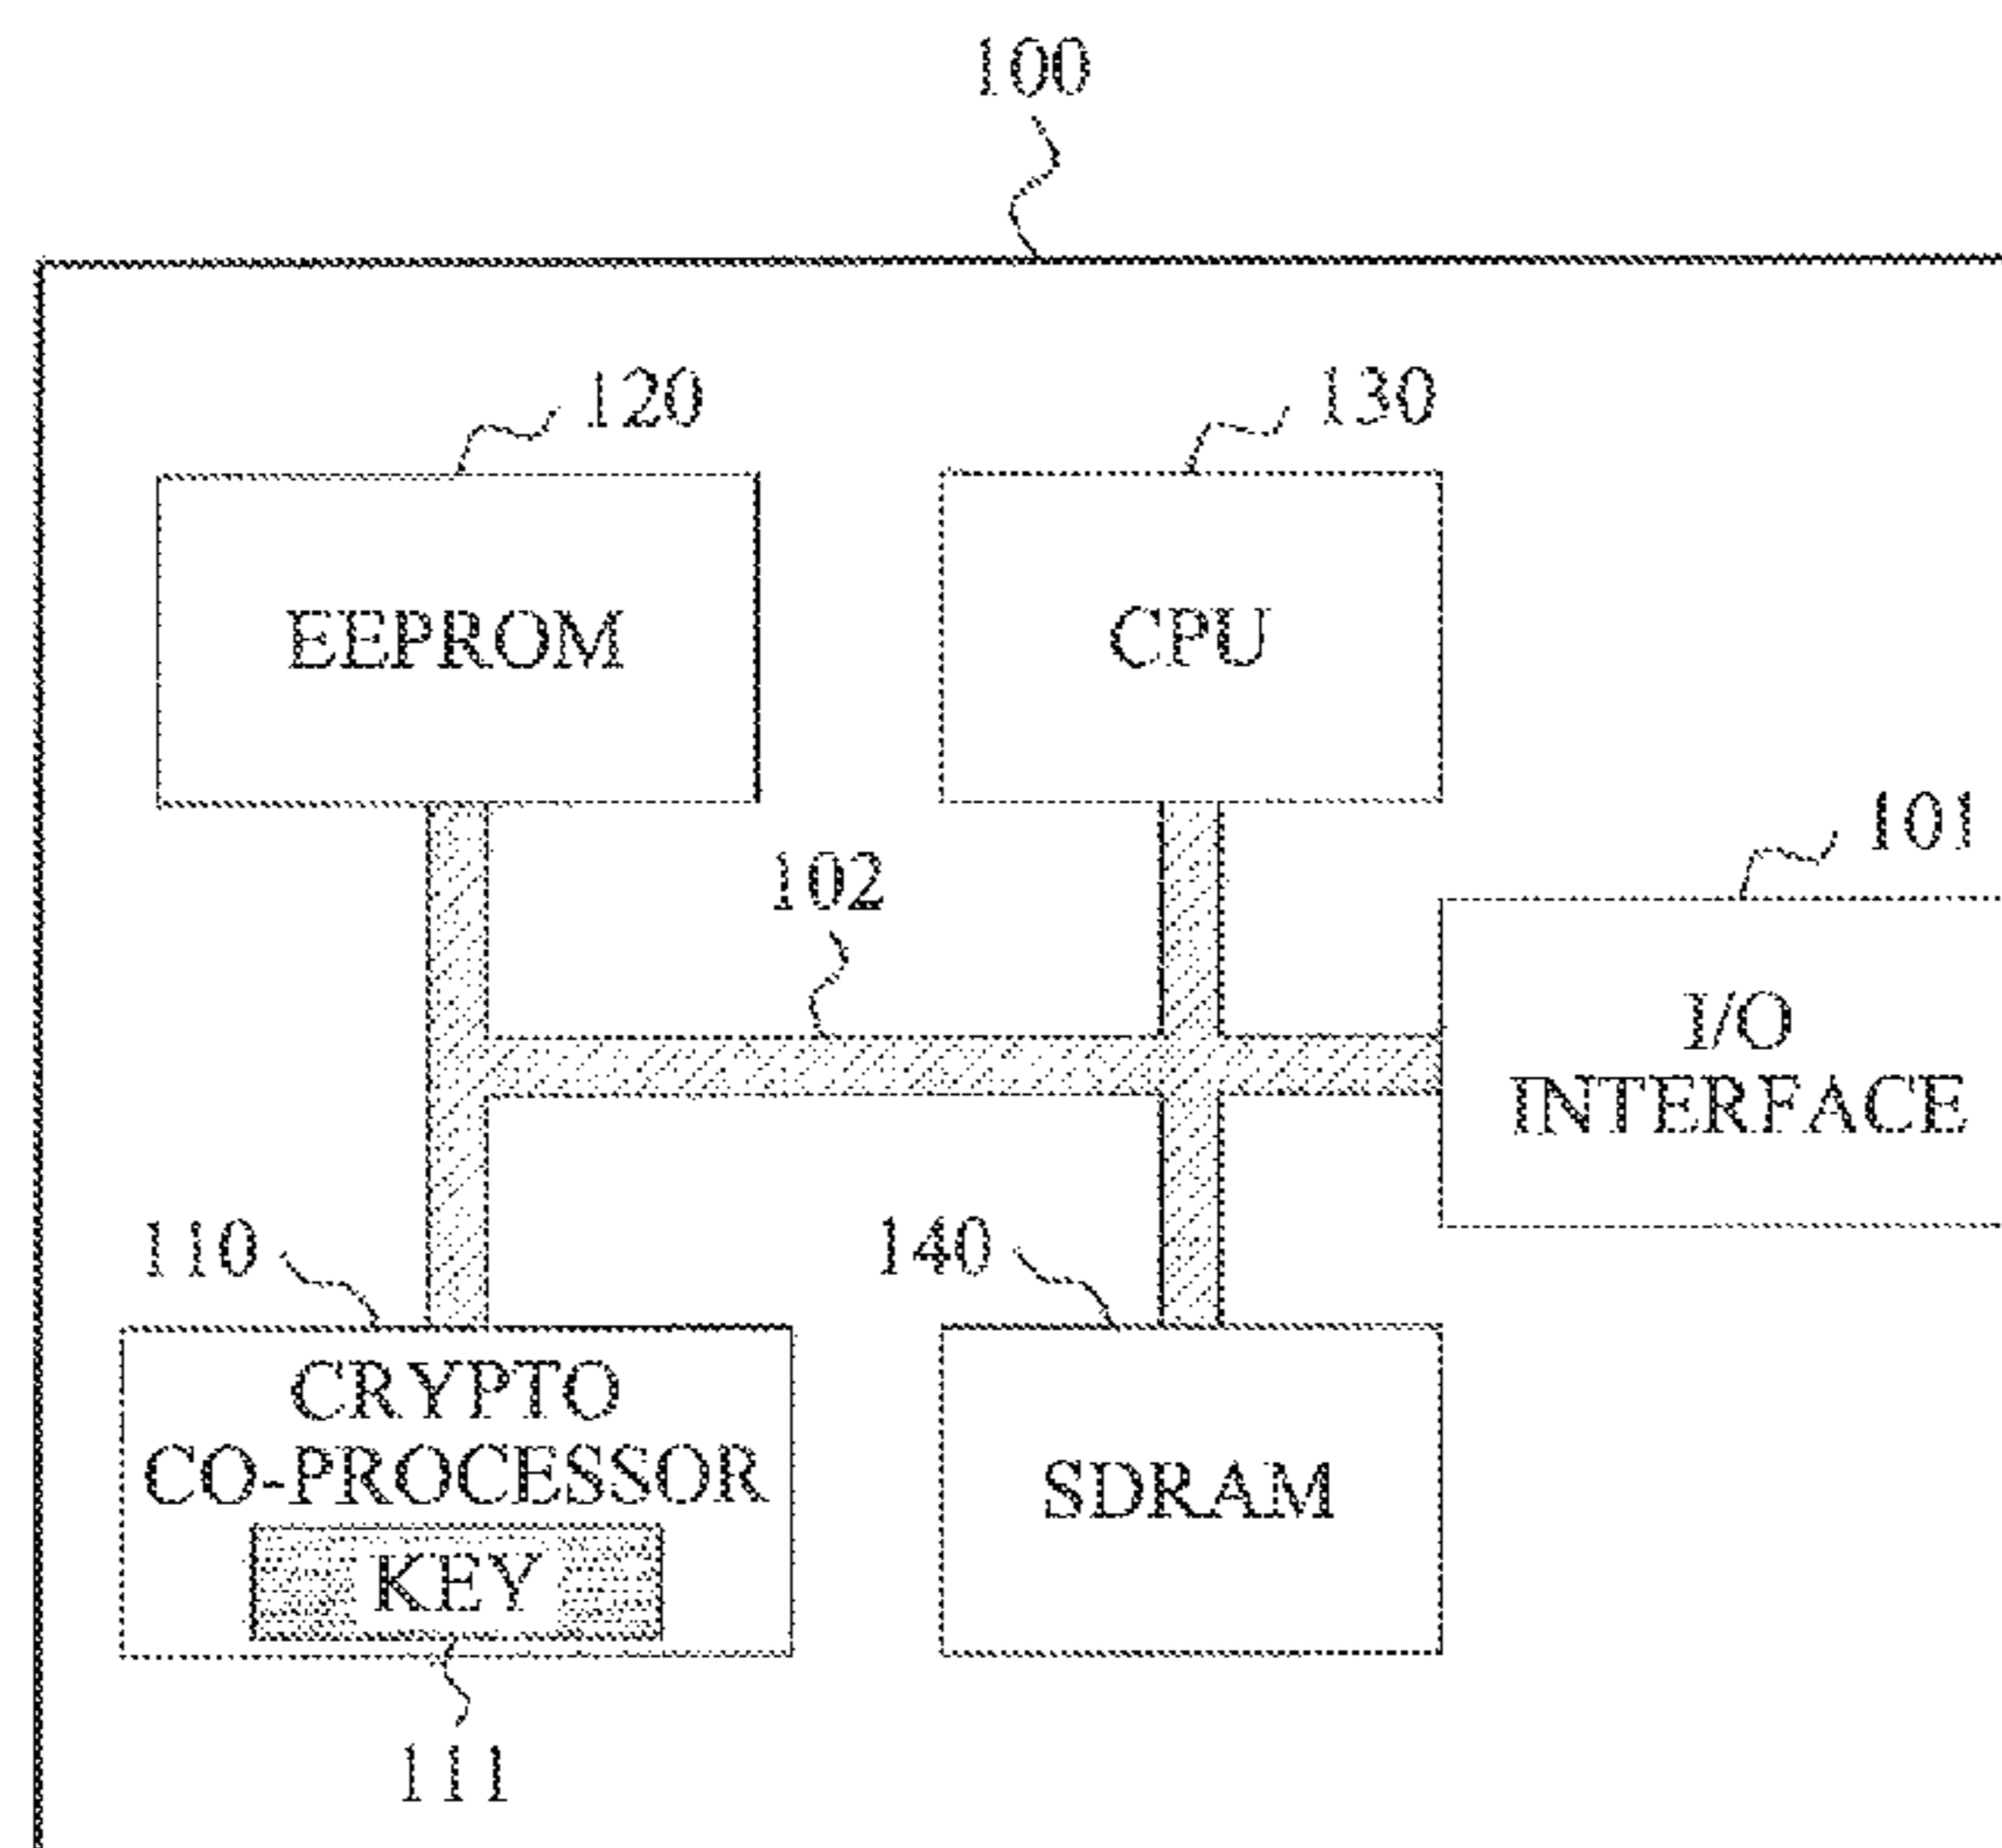 100
120
130
EEPROM
CPU
102
101
I/O
INTERFACE
110
140
CRYPTO
CO-PROCESSOR
KEY
SDRAM
111